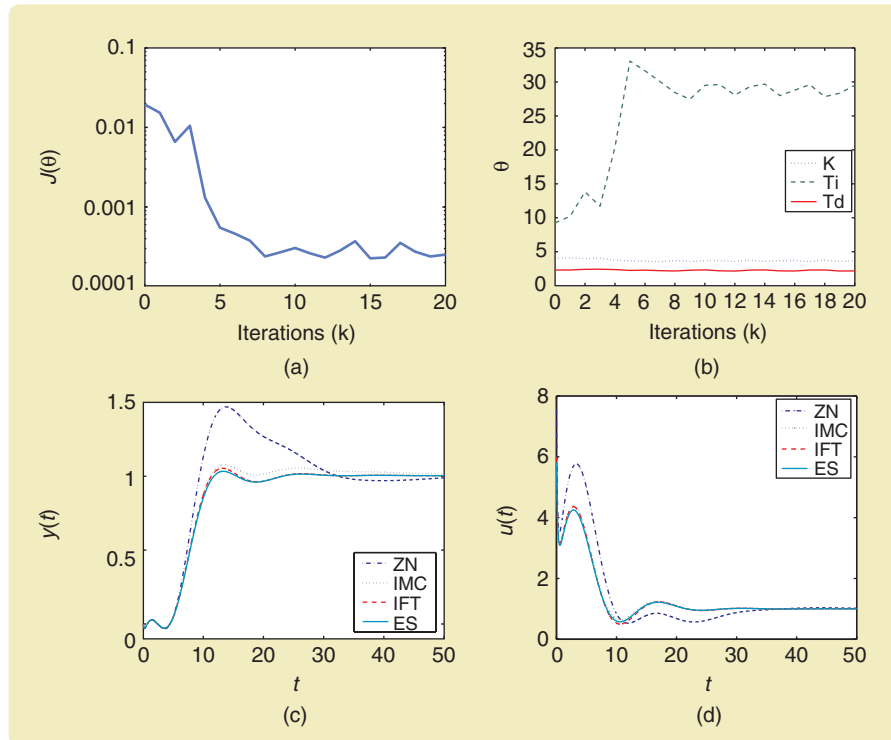 0.1
0.01
0.001
0.0001
J(θ)
0 5 10 15 20
Iterations (k)
(a)
35
30
25
20
15
10
5
0
θ
K
Ti
Td
0 2 4 6 8 10 12 14 16 18 20
Iterations (k)
(b)
1.5
1
0.5
0
y(t)
ZN
IMC
IFT
ES
0 10 20 30 40 50
t
(c)
8
6
4
2
0
u(t)
ZN
IMC
IFT
ES
0 10 20 30 40 50
t
(d)